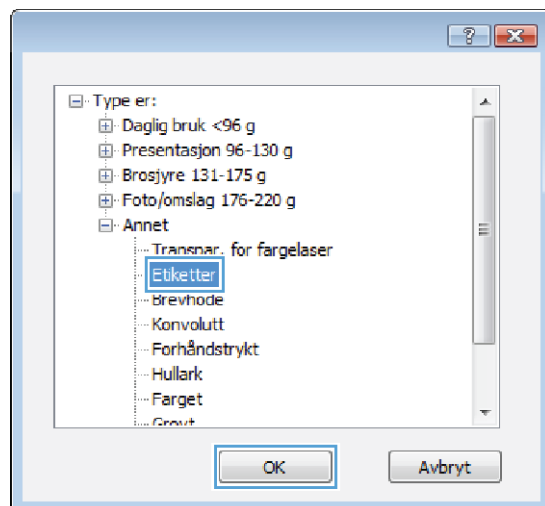 Type er:
Daglig bruk <96 g
Presentasjon 96-130 g
Brosjyre 131-175 g
Foto/omslag 176-220 g
Annet
Transpar. for fargelaser
Etiketter
Brevhode
Konvolutt
Forhåndstrykt
Hullark
Farget
Grovt
OK Avbryt